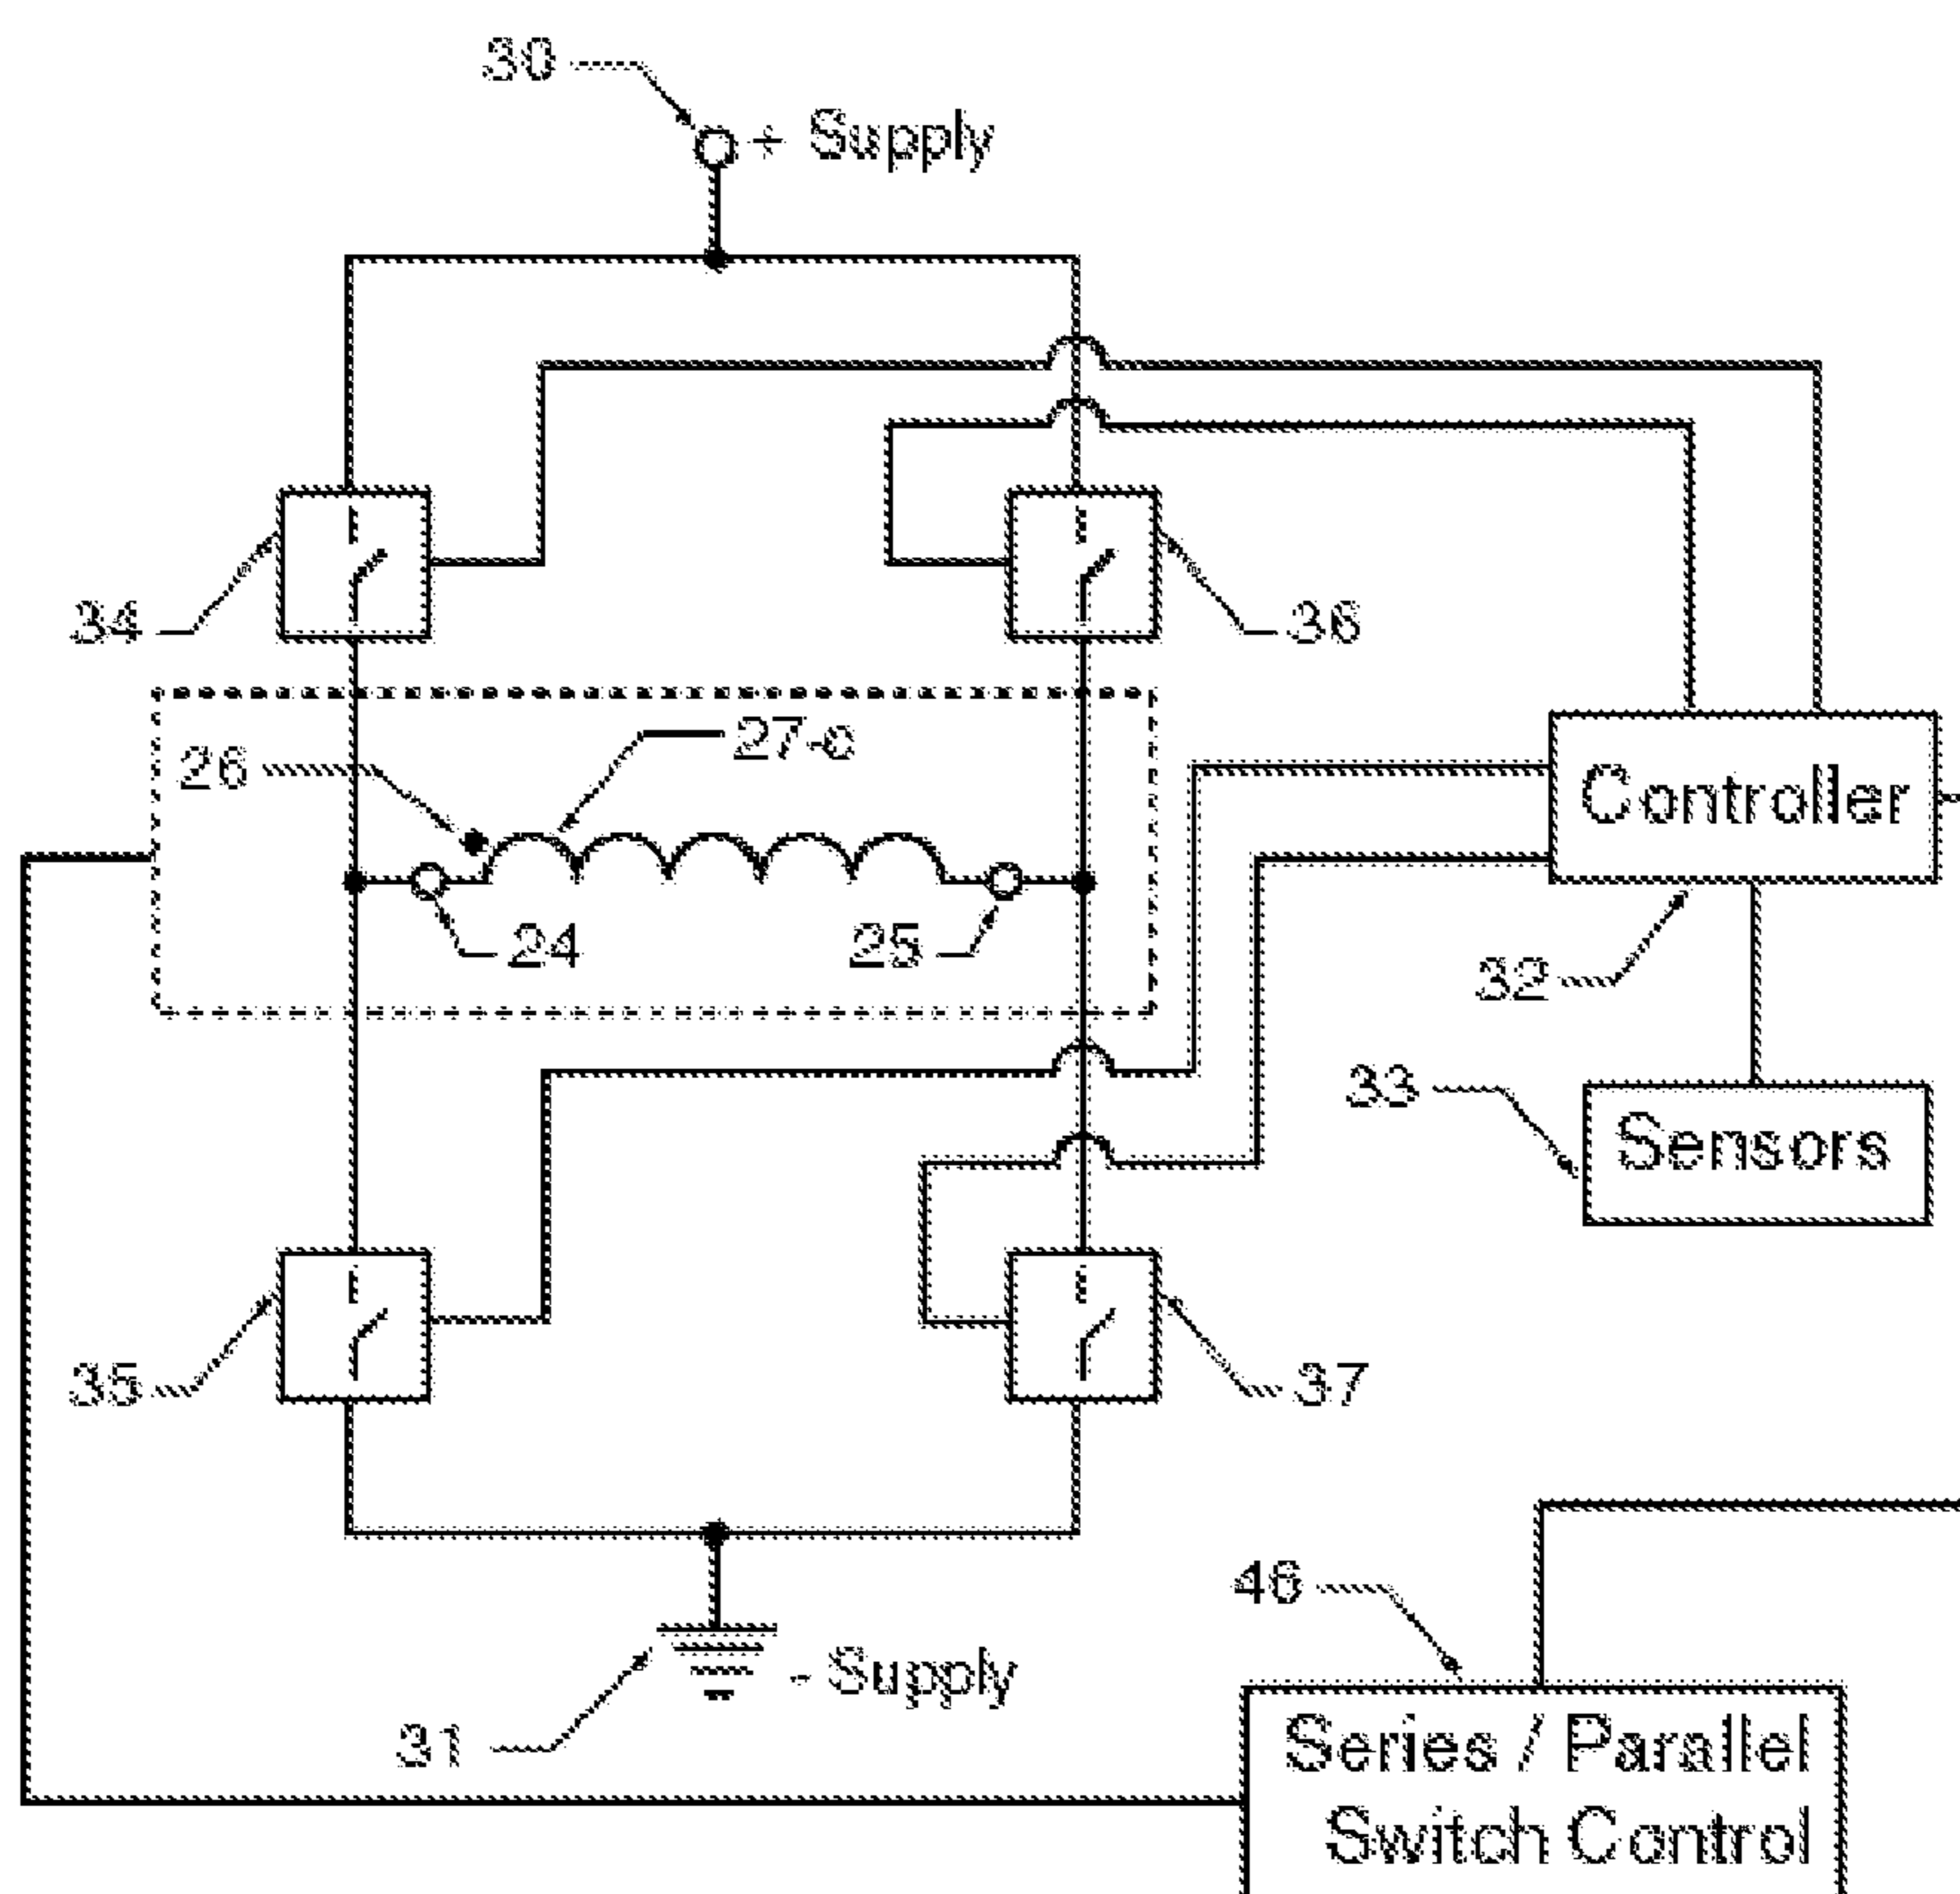 30
+ Supply
34
36
26
27-c
Controller
24
25
32
33
Sensors
35
37
46
- Supply
31
Series / Parallel
Switch Control